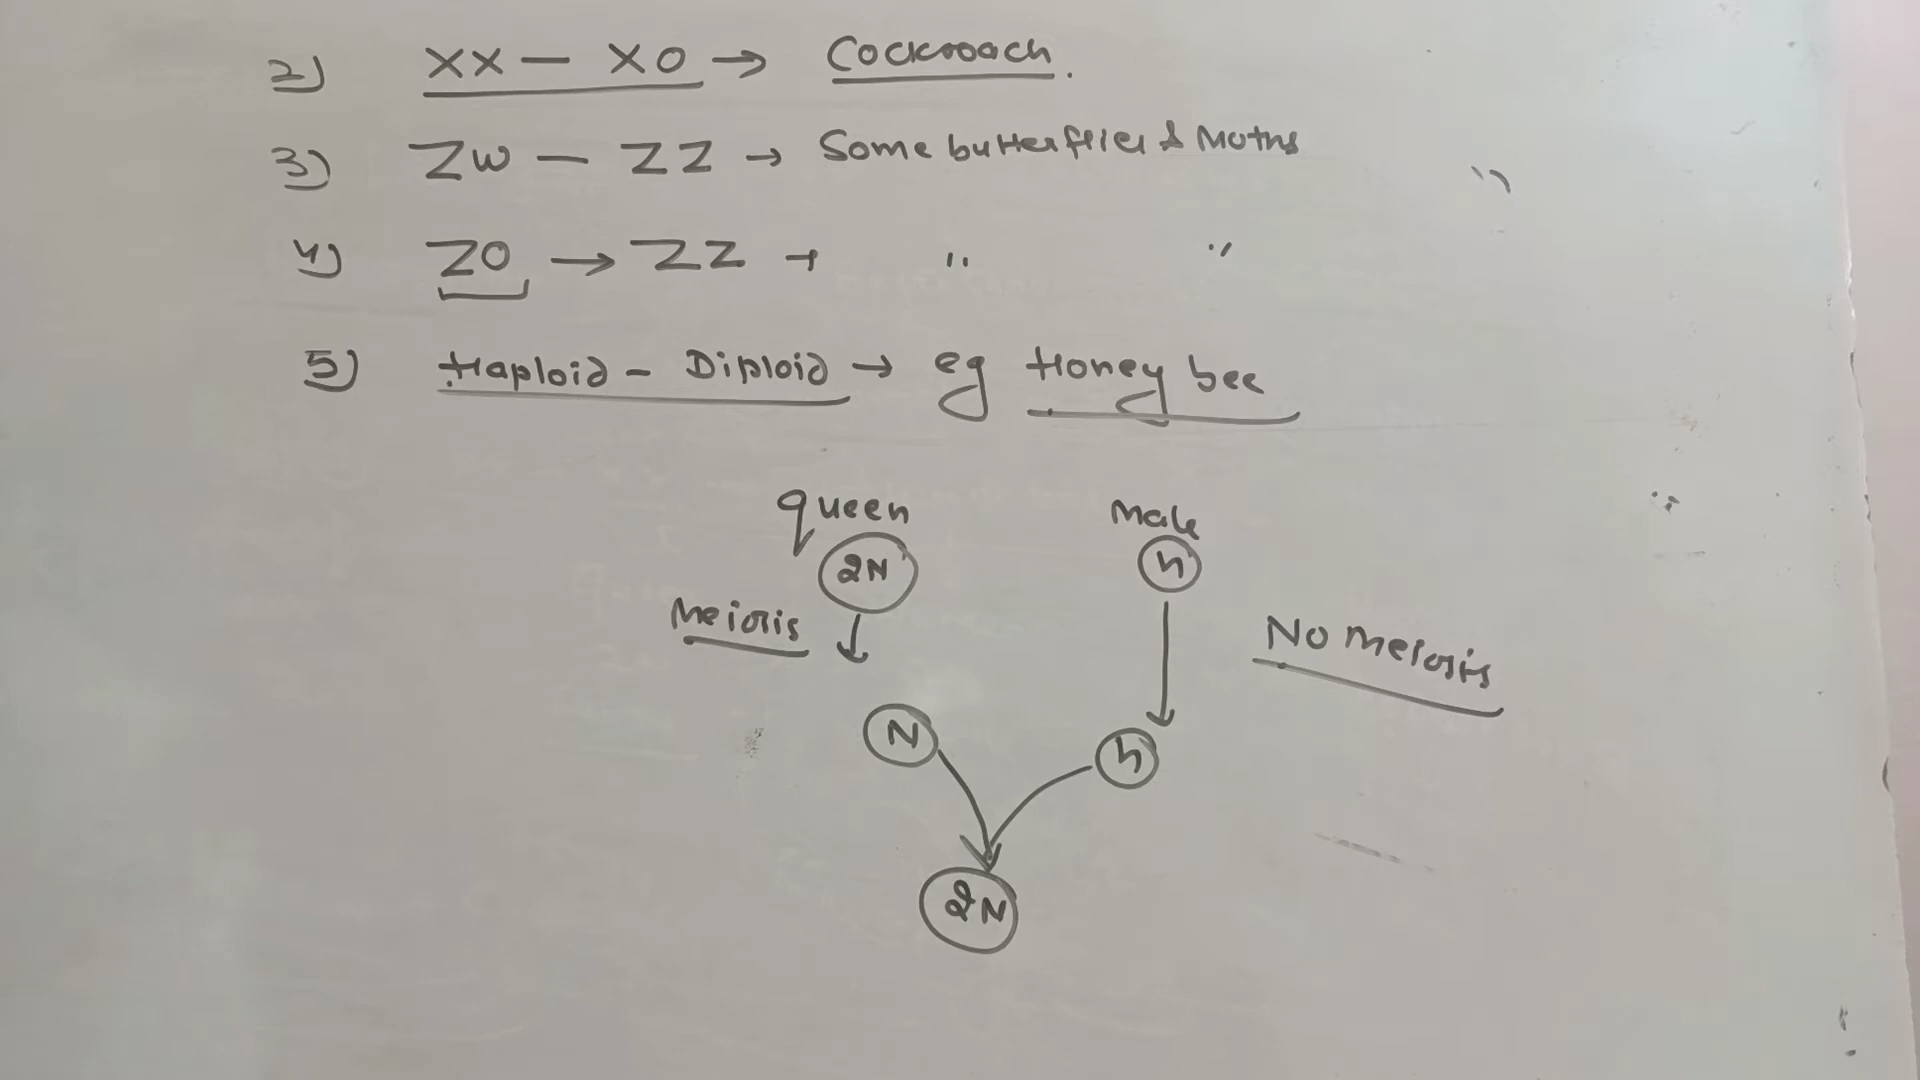 2) XX — XO → Cockroach.
3) ZW — ZZ → Some butterflies & Moths
4) ZO → ZZ → " "
5) Haploid - Diploid → eg Honey bee
queen Male
2N n
Meiosis No meiosis
N n
2N